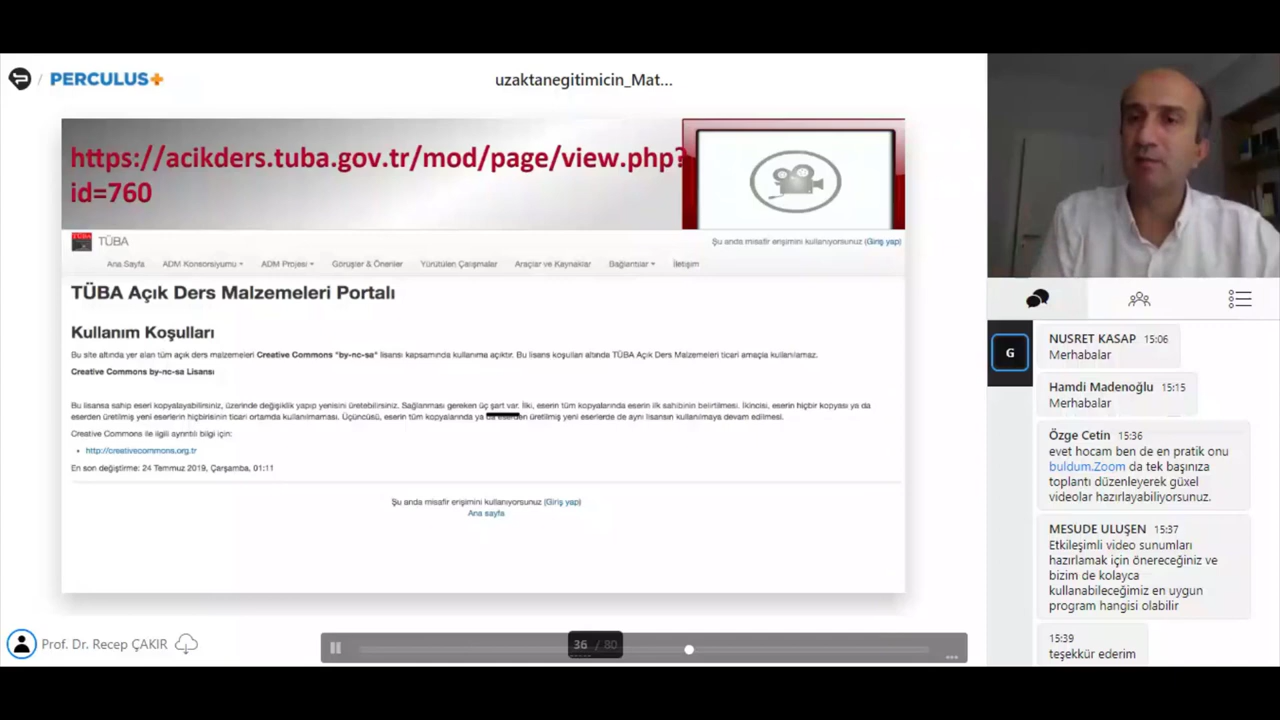 PERCULUS+
uzaktanegitimicin_Mat...
https://acikders.tuba.gov.tr/mod/page/view.php?
id=760
TÜBA
Şu anda misafir erişimini kullanıyorsunuz (Giriş yap)
Ana Sayfa ADM Konsorsiyumu ADM Projesi Görüşler & Öneriler Yürütülen Çalışmalar Araçlar ve Kaynaklar Bağlantılar İletişim
TÜBA Açık Ders Malzemeleri Portalı
Kullanım Koşulları
Bu site altında yer alan tüm açık ders malzemeleri Creative Commons "by-nc-sa" lisansı kapsamında kullanıma açıktır. Bu lisans koşulları altında TÜBA Açık Ders Malzemeleri ticari amaçla kullanılamaz.
Creative Commons by-nc-sa Lisansı
Bu lisansa sahip eseri kopyalayabilirsiniz, üzerinde değişiklik yapıp yenisini üretebilirsiniz. Sağlanması gereken üç şart var. İlki, eserin tüm kopyalarında eserin ilk sahibinin belirtilmesi. İkincisi, eserin hiçbir kopyası ya da
eserden üretilmiş yeni eserlerin hiçbirisinin ticari ortamda kullanılmaması. Üçüncüsü, eserin tüm kopyalarında ya da eserden üretilmiş yeni eserlerde de aynı lisansın kullanılmaya devam edilmesi.
Creative Commons ile ilgili ayrıntılı bilgi için:
• http://creativecommons.org.tr
En son değiştirme: 24 Temmuz 2019, Çarşamba, 01:11
Şu anda misafir erişimini kullanıyorsunuz (Giriş yap)
Ana sayfa
Prof. Dr. Recep ÇAKIR
36 / 80
G
NUSRET KASAP 15:06
Merhabalar
Hamdi Madenoğlu 15:15
Merhabalar
Özge Cetin 15:36
evet hocam ben de en pratik onu
buldum.Zoom da tek başınıza
toplantı düzenleyerek güxel
videolar hazırlayabiliyorsunuz.
MESUDE ULUŞEN 15:37
Etkileşimli video sunumları
hazırlamak için önereceğiniz ve
bizim de kolayca
kullanabileceğimiz en uygun
program hangisi olabilir
15:39
teşekkür ederim